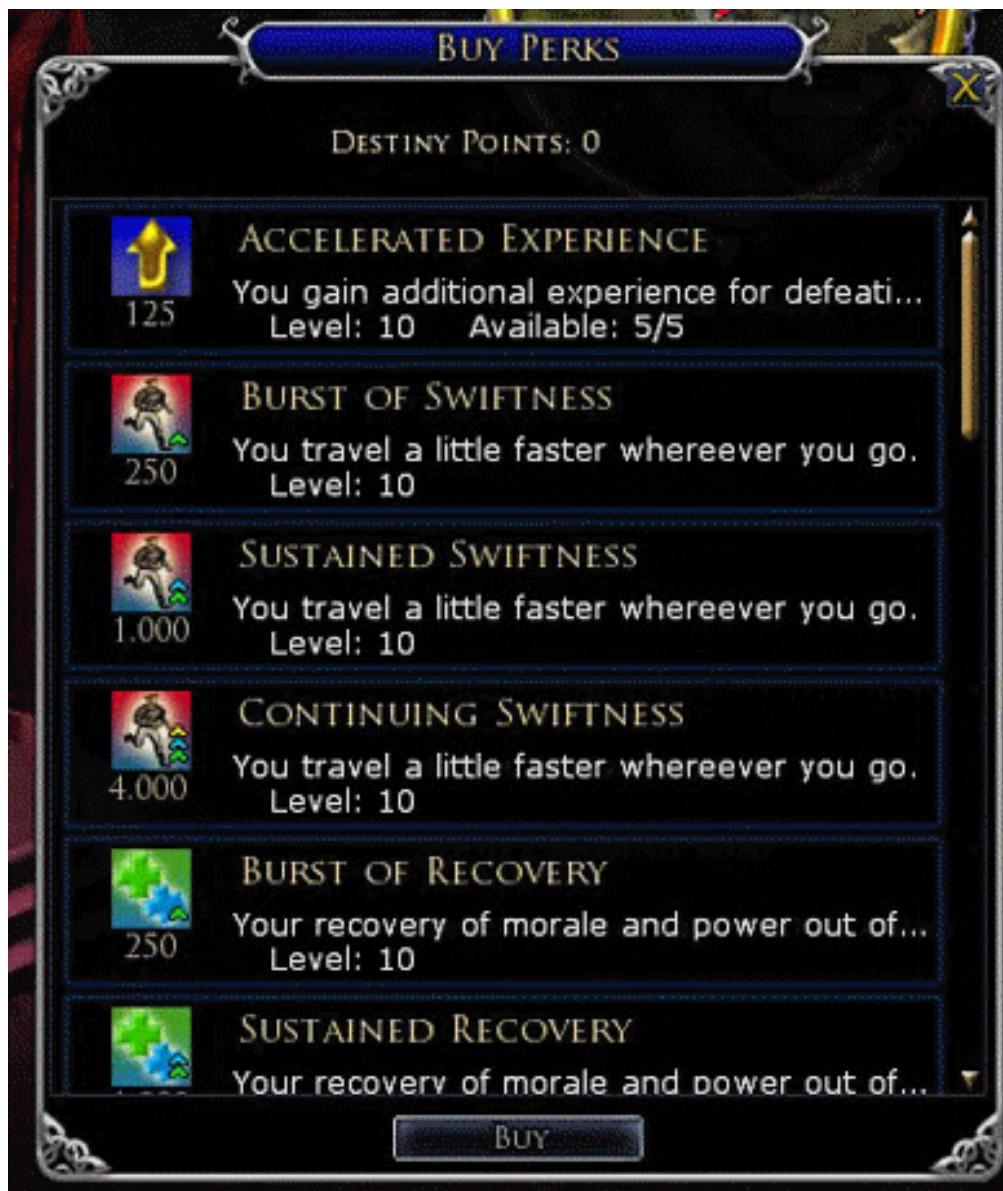 BUY PERKS
X
DESTINY POINTS: 0
ACCELERATED EXPERIENCE
You gain additional experience for defeati...
125
Level: 10 Available: 5/5
BURST OF SWIFTNESS
You travel a little faster whereever you go.
250
Level: 10
SUSTAINED SWIFTNESS
You travel a little faster whereever you go.
1.000
Level: 10
CONTINUING SWIFTNESS
You travel a little faster whereever you go.
4.000
Level: 10
BURST OF RECOVERY
Your recovery of morale and power out of...
250
Level: 10
SUSTAINED RECOVERY
Your recovery of morale and power out of...
BUY